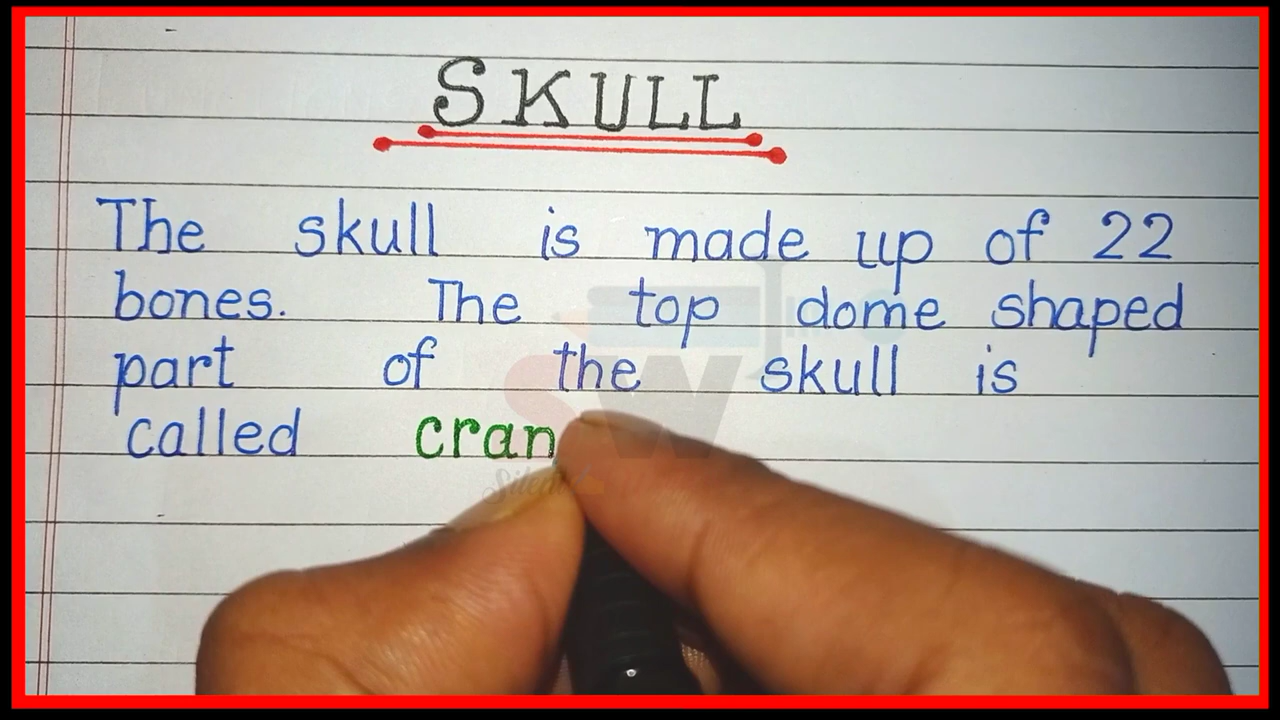 SKULL
The skull is made up of 22
bones. The top dome shaped
part of the skull is
called cran
SW